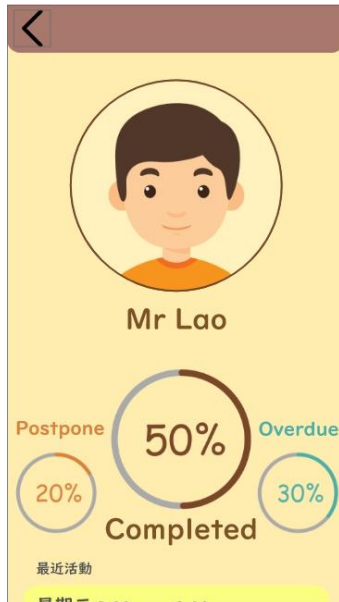 Mr Lao
Postpone
50%
Overdue
20%
30%
Completed
最近活動